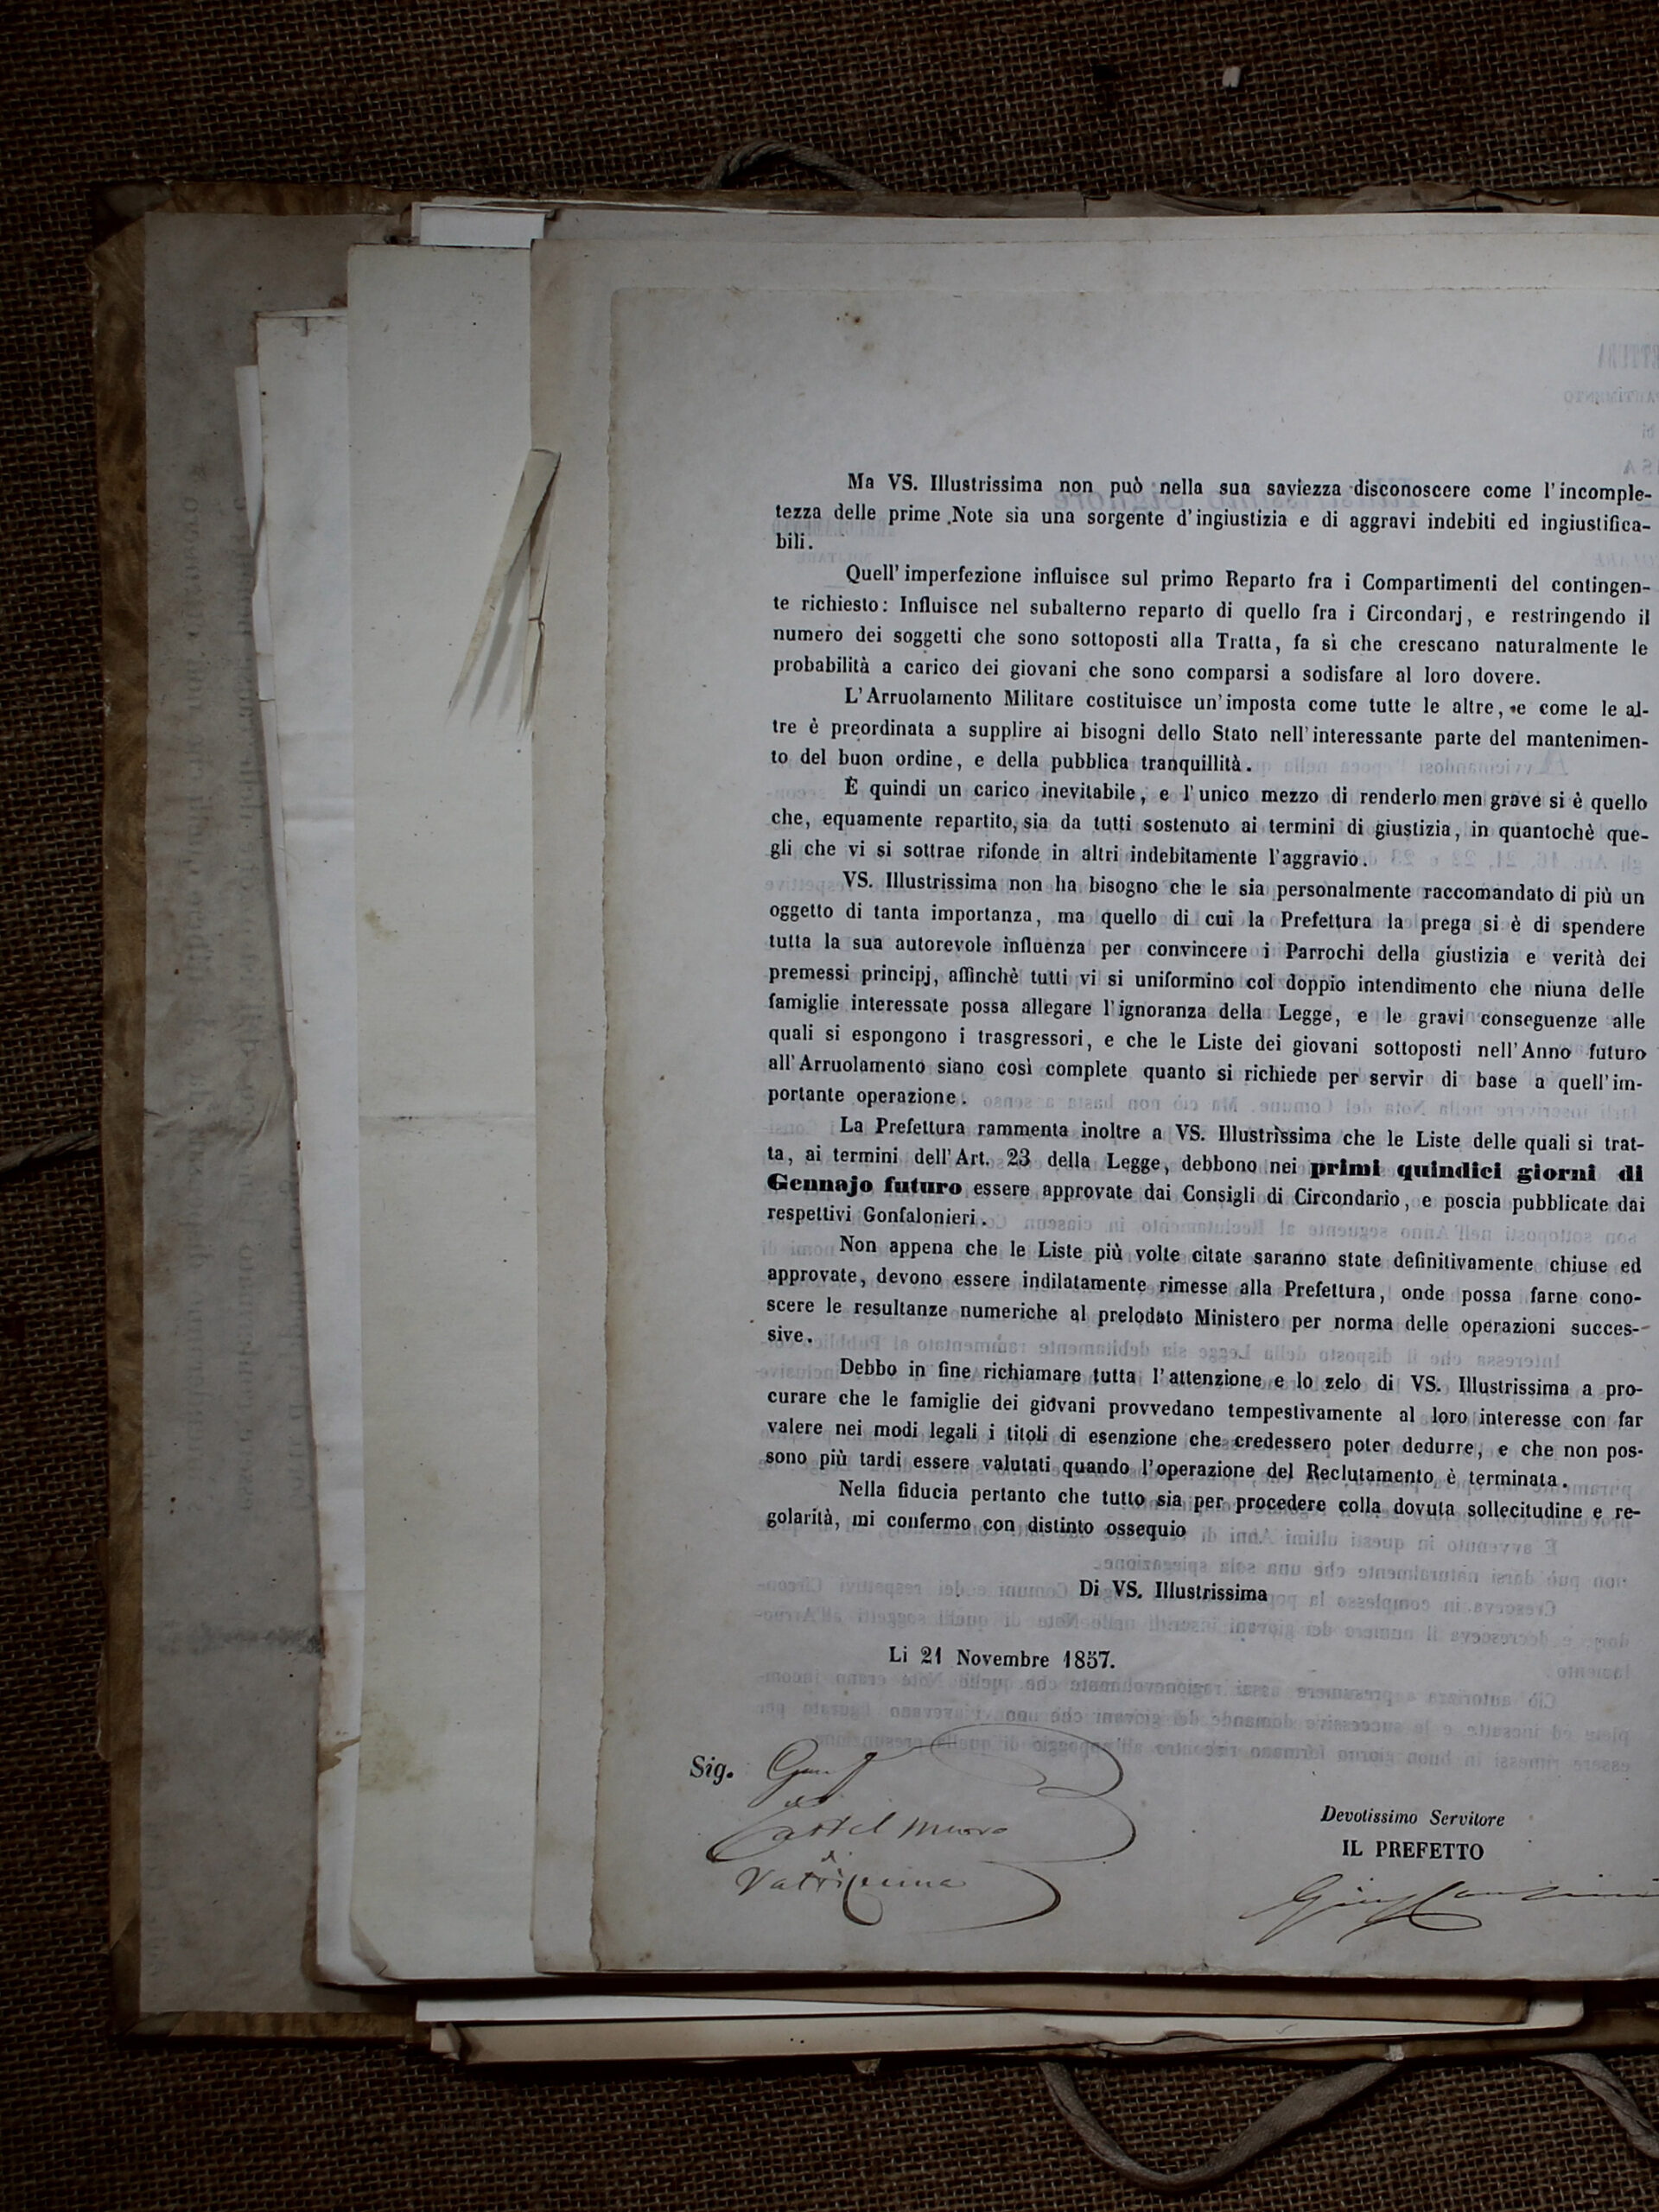 Ma VS. Illustrissima non può nella sua saviezza disconoscere come l'incomple-
tezza delle prime Note sia una sorgente d'ingiustizia e di aggravi indebiti ed ingiustifica-
bili.
Quell'imperfezione influisce sul primo Reparto fra i Compartimenti del contingen-
te richiesto: Influisce nel subalterno reparto di quello fra i Circondarj, e restringendo il
numero dei soggetti che sono sottoposti alla Tratta, fa sì che crescano naturalmente le
probabilità a carico dei giovani che sono comparsi a sodisfare al loro dovere.
L'Arruolamento Militare costituisce un'imposta come tutte le altre, e come le al-
tre è preordinata a supplire ai bisogni dello Stato nell'interessante parte del mantenimen-
to del buon ordine, e della pubblica tranquillità.
È quindi un carico inevitabile, e l'unico mezzo di renderlo men grave si è quello
che, equamente repartito, sia da tutti sostenuto ai termini di giustizia, in quantochè que-
gli che vi si sottrae rifonde in altri indebitamente l'aggravio.
VS. Illustrissima non ha bisogno che le sia personalmente raccomandato di più un
oggetto di tanta importanza, ma quello di cui la Prefettura la prega si è di spendere
tutta la sua autorevole influenza per convincere i Parrochi della giustizia e verità dei
premessi principj, affinchè tutti vi si uniformino col doppio intendimento che niuna delle
famiglie interessate possa allegare l'ignoranza della Legge, e le gravi conseguenze alle
quali si espongono i trasgressori, e che le Liste dei giovani sottoposti nell'Anno futuro
all'Arruolamento siano così complete quanto si richiede per servir di base a quell'im-
portante operazione.
La Prefettura rammenta inoltre a VS. Illustrissima che le Liste delle quali si trat-
ta, ai termini dell'Art. 23 della Legge, debbono nei primi quindici giorni di
Gennajo futuro essere approvate dai Consigli di Circondario, e poscia pubblicate dai
respettivi Gonfalonieri.
Non appena che le Liste più volte citate saranno state definitivamente chiuse ed
approvate, devono essere indilatamente rimesse alla Prefettura, onde possa farne cono-
scere le resultanze numeriche al prelodato Ministero per norma delle operazioni succes-
sive.
Debbo in fine richiamare tutta l'attenzione e lo zelo di VS. Illustrissima a pro-
curare che le famiglie dei giovani provvedano tempestivamente al loro interesse con far
valere nei modi legali i titoli di esenzione che credessero poter dedurre, e che non pos-
sono più tardi essere valutati quando l'operazione del Reclutamento è terminata.
Nella fiducia pertanto che tutto sia per procedere colla dovuta sollecitudine e re-
golarità, mi confermo con distinto ossequio
Di VS. Illustrissima
Li 21 Novembre 1857.
Sig. Gonf
Castel nuovo
di
Devotissimo Servitore
IL PREFETTO